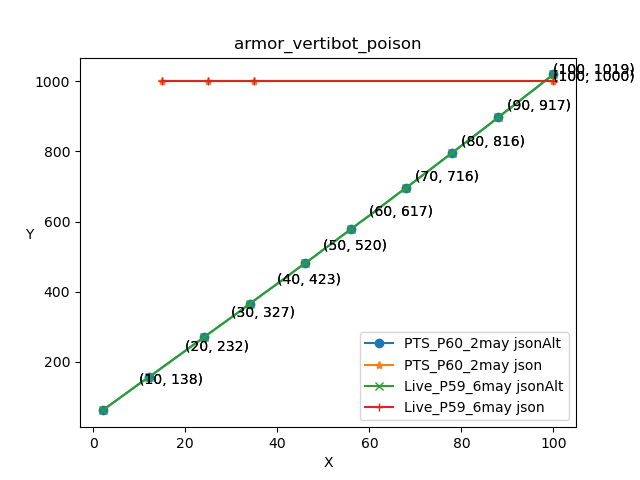 armor_vertibot_poison
Y
1000
800
600
400
200
(100, 1019)
(100, 1000)
(90, 917)
(80, 816)
(70, 716)
(60, 617)
(50, 520)
(40, 423)
(30, 327)
(20, 232)
(10, 138)
PTS_P60_2may jsonAlt
PTS_P60_2may json
Live_P59_6may jsonAlt
Live_P59_6may json
0 20 40 60 80 100
X